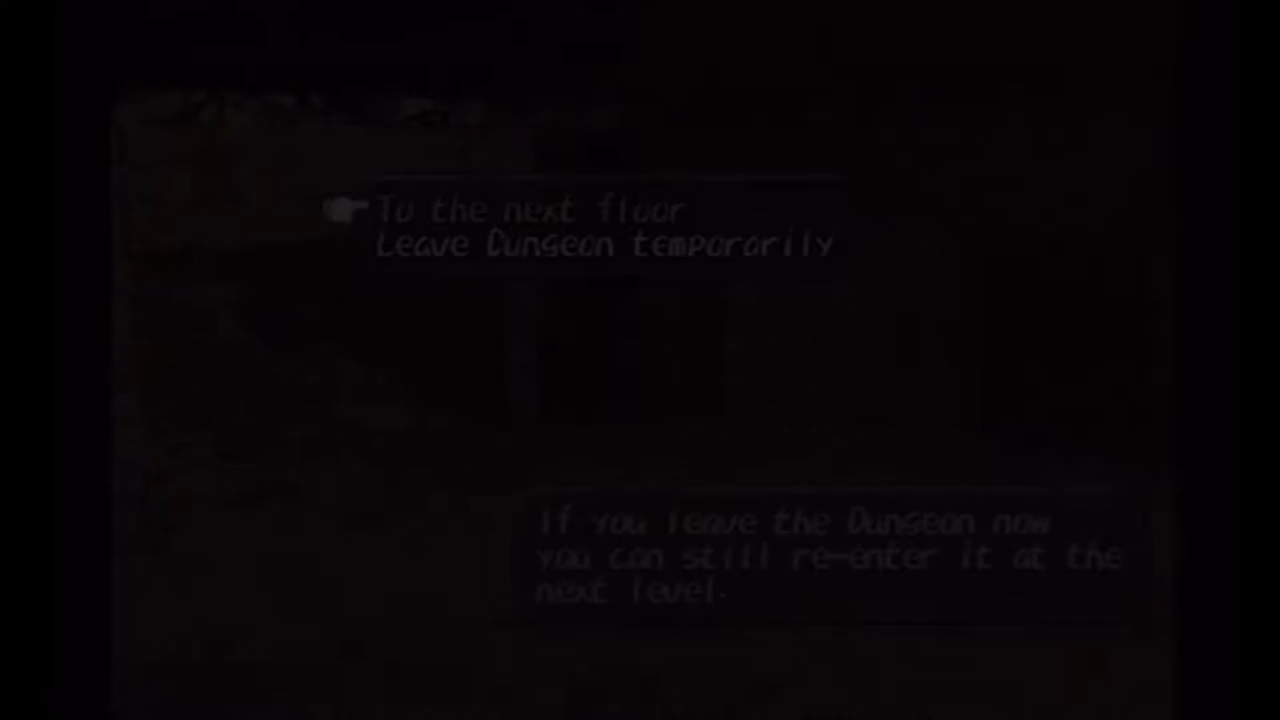 To the next floor
Leave Dungeon temporarily
If you leave the Dungeon now
you can still re-enter it at the
next level.